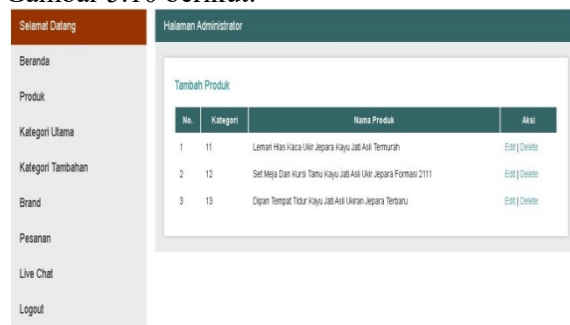 Gambar 3.10 berikut.
Selamat Datang
Halaman Administrator
Beranda
Produk
Kategori Utama
Kategori Tambahan
Brand
Pesanan
Live Chat
Logout
Tambah Produk
No. Kategori Nama Produk Aksi
1 11 Lemari Hias Kaca Ukir Jepara Kayu Jati Asli Termurah Edit | Delete
2 12 Set Meja Dan Kursi Tamu Kayu Jati Asli Ukir Jepara Formasi 2111 Edit | Delete
3 13 Dipan Tempat Tidur Kayu Jati Asli Ukiran Jepara Terbaru Edit | Delete